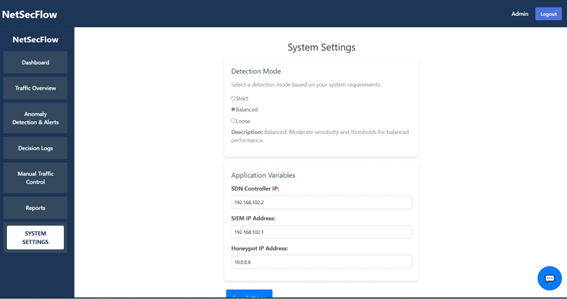 NetSecFlow
Admin
Logout
NetSecFlow
Dashboard
Traffic Overview
Anomaly
Detection & Alerts
Decision Logs
Manual Traffic
Control
Reports
SYSTEM
SETTINGS
System Settings
Detection Mode
Select a detection mode based on your system requirements.
Strict
Balanced
Loose
Description: Balanced: Moderate sensitivity and thresholds for balanced
performance.
Application Variables
SDN Controller IP:
192.168.102.2
SIEM IP Address:
192.168.102.1
Honeypot IP Address:
10.0.0.6